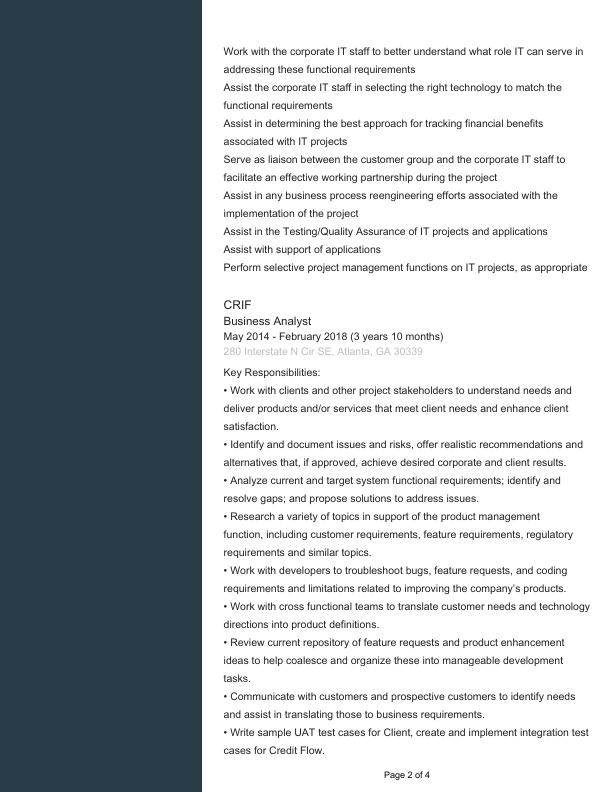 Work with the corporate IT staff to better understand what role IT can serve in
addressing these functional requirements
Assist the corporate IT staff in selecting the right technology to match the
functional requirements
Assist in determining the best approach for tracking financial benefits
associated with IT projects
Serve as liaison between the customer group and the corporate IT staff to
facilitate an effective working partnership during the project
Assist in any business process reengineering efforts associated with the
implementation of the project
Assist in the Testing/Quality Assurance of IT projects and applications
Assist with support of applications
Perform selective project management functions on IT projects, as appropriate
CRIF
Business Analyst
May 2014 - February 2018 (3 years 10 months)
280 Interstate N Cir SE, Atlanta, GA 30339
Key Responsibilities:
• Work with clients and other project stakeholders to understand needs and
deliver products and/or services that meet client needs and enhance client
satisfaction.
• Identify and document issues and risks, offer realistic recommendations and
alternatives that, if approved, achieve desired corporate and client results.
• Analyze current and target system functional requirements; identify and
resolve gaps; and propose solutions to address issues.
• Research a variety of topics in support of the product management
function, including customer requirements, feature requirements, regulatory
requirements and similar topics.
• Work with developers to troubleshoot bugs, feature requests, and coding
requirements and limitations related to improving the company's products.
• Work with cross functional teams to translate customer needs and technology
directions into product definitions.
• Review current repository of feature requests and product enhancement
ideas to help coalesce and organize these into manageable development
tasks.
• Communicate with customers and prospective customers to identify needs
and assist in translating those to business requirements.
• Write sample UAT test cases for Client, create and implement integration test
cases for Credit Flow.
Page 2 of 4